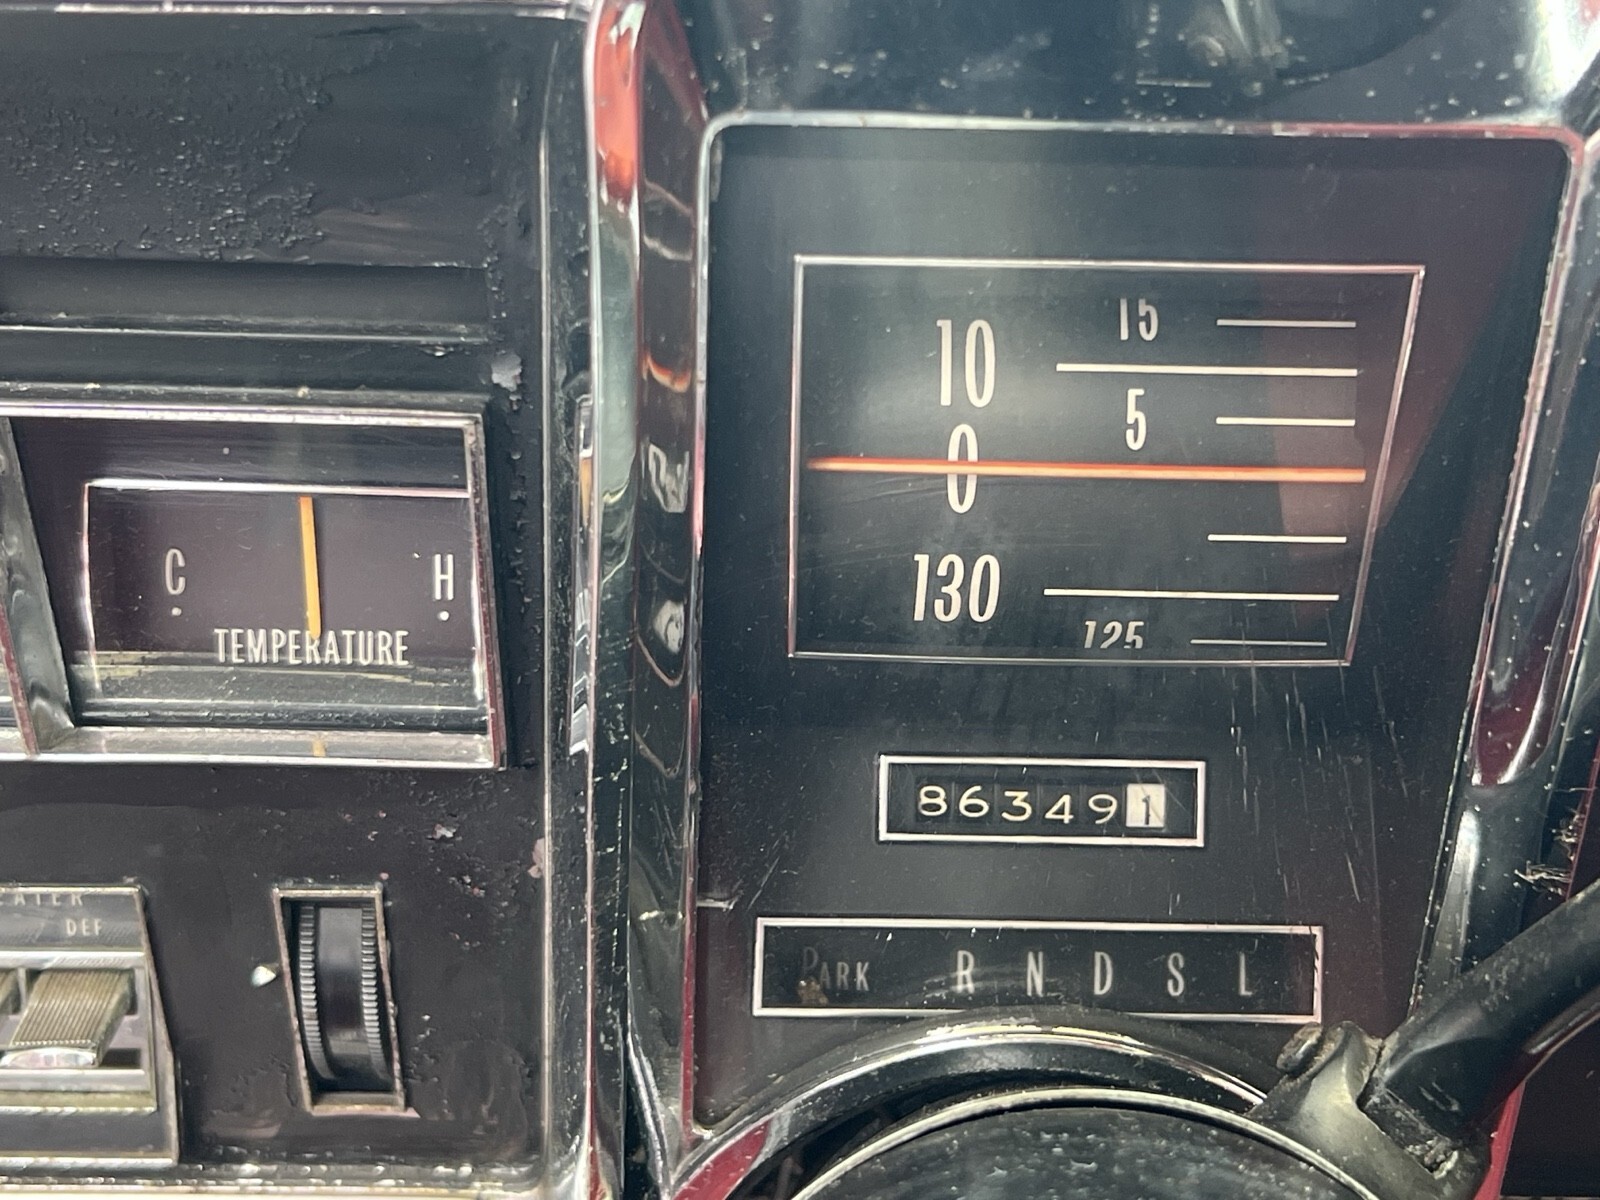 C
H
TEMPERATURE
DEF
15
10
5
0
130
125
863491
PARK R N D S L